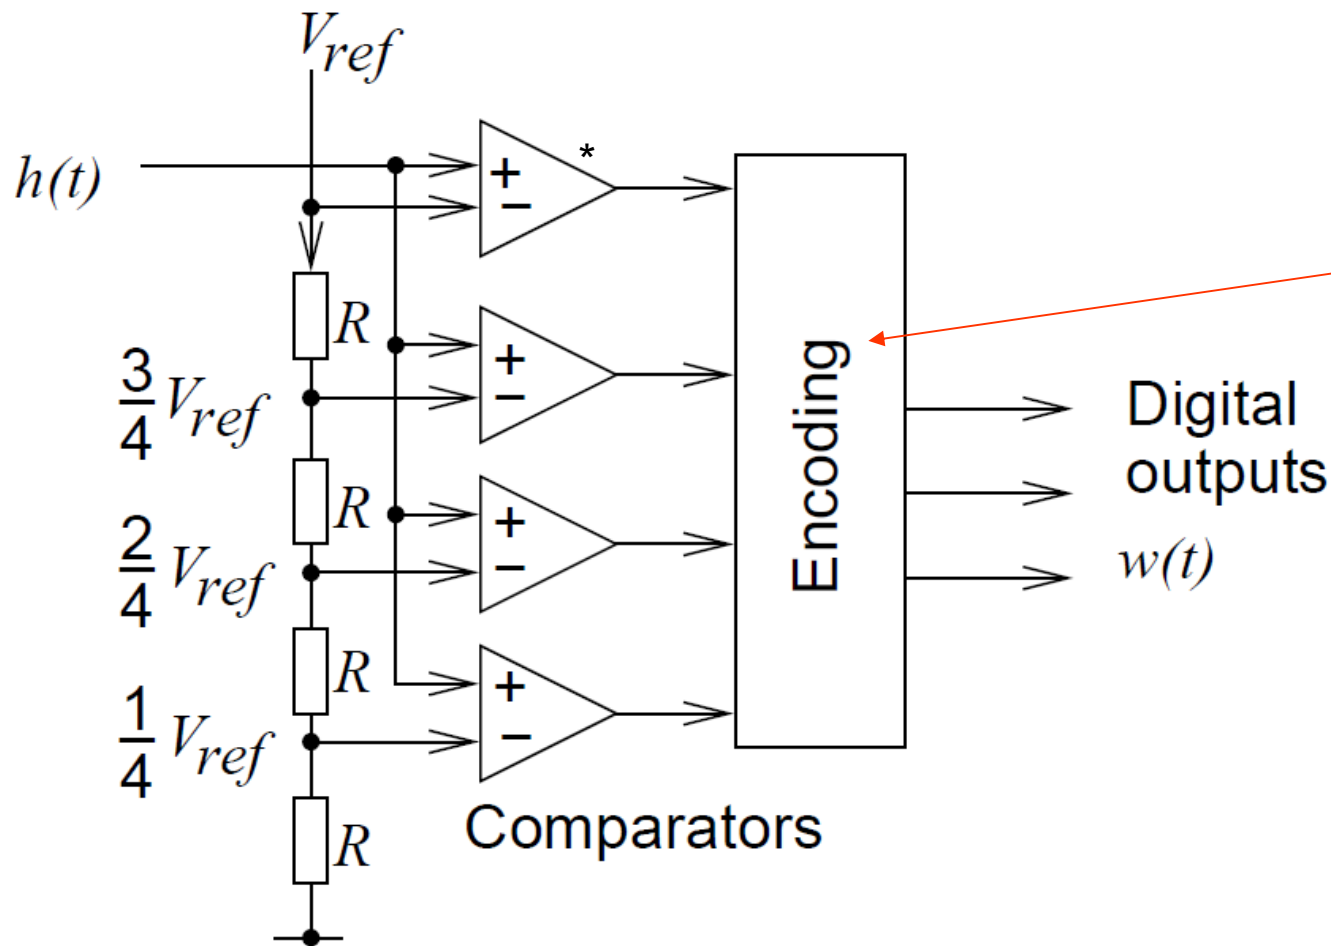 V_ref
h(t)
*
+
−
R
+
−
3/4 V_ref
R
+
−
2/4 V_ref
R
+
−
1/4 V_ref
R
Encoding
Digital
outputs
w(t)
Comparators